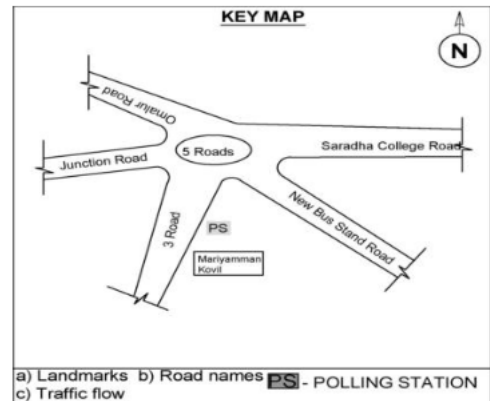 KEY MAP
N
Omalur Road
5 Roads
Saradha College Road
Junction Road
3 Road
PS
New Bus Stand Road
Mariyamman
Kovil
a) Landmarks b) Road names PS - POLLING STATION
c) Traffic flow